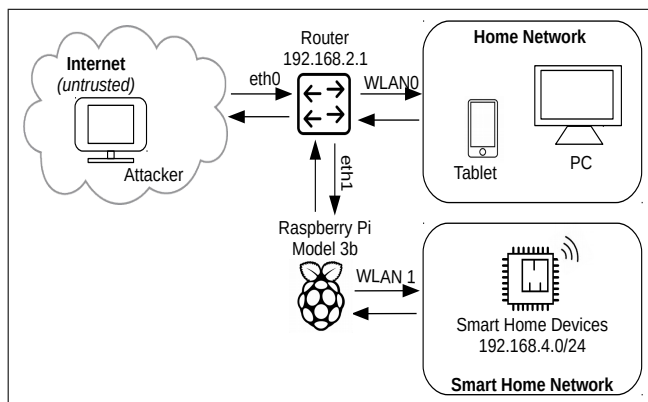 Internet
(untrusted)
Attacker
eth0
Router
192.168.2.1
WLAN0
Home Network
Tablet
PC
eth1
Raspberry Pi
Model 3b
WLAN 1
Smart Home Devices
192.168.4.0/24
Smart Home Network